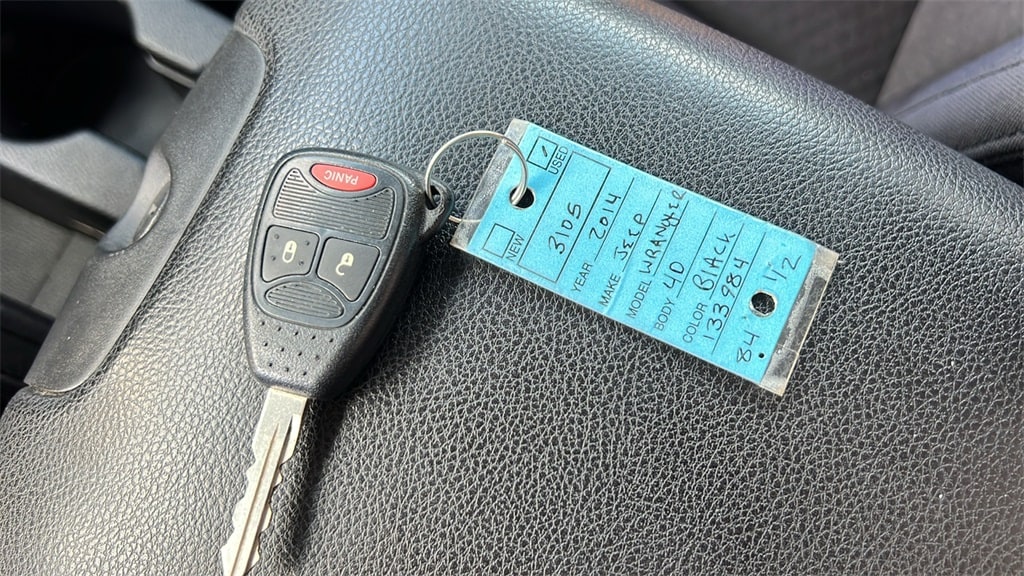 PANIC
NEW USED
3105
YEAR 2014
MAKE JEEP
MODEL WRANGLER
BODY 4D
COLOR BLACK
133984
84 1/2